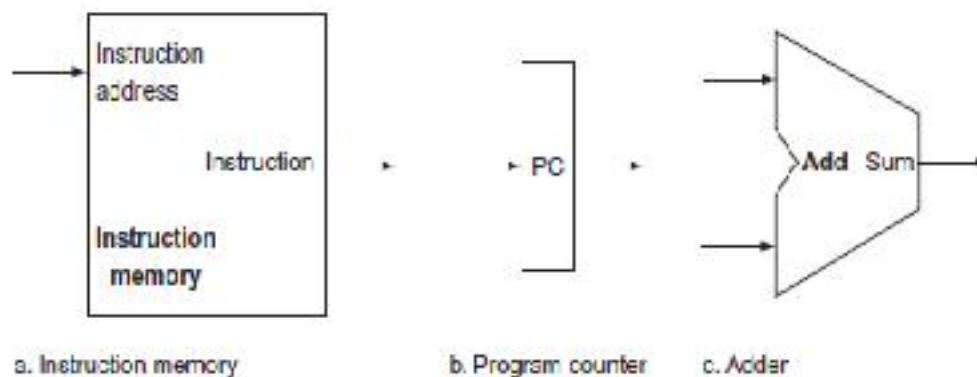 Instruction
address
Instruction
Instruction
memory
PC
Add Sum
a. Instruction memory
b. Program counter
c. Adder